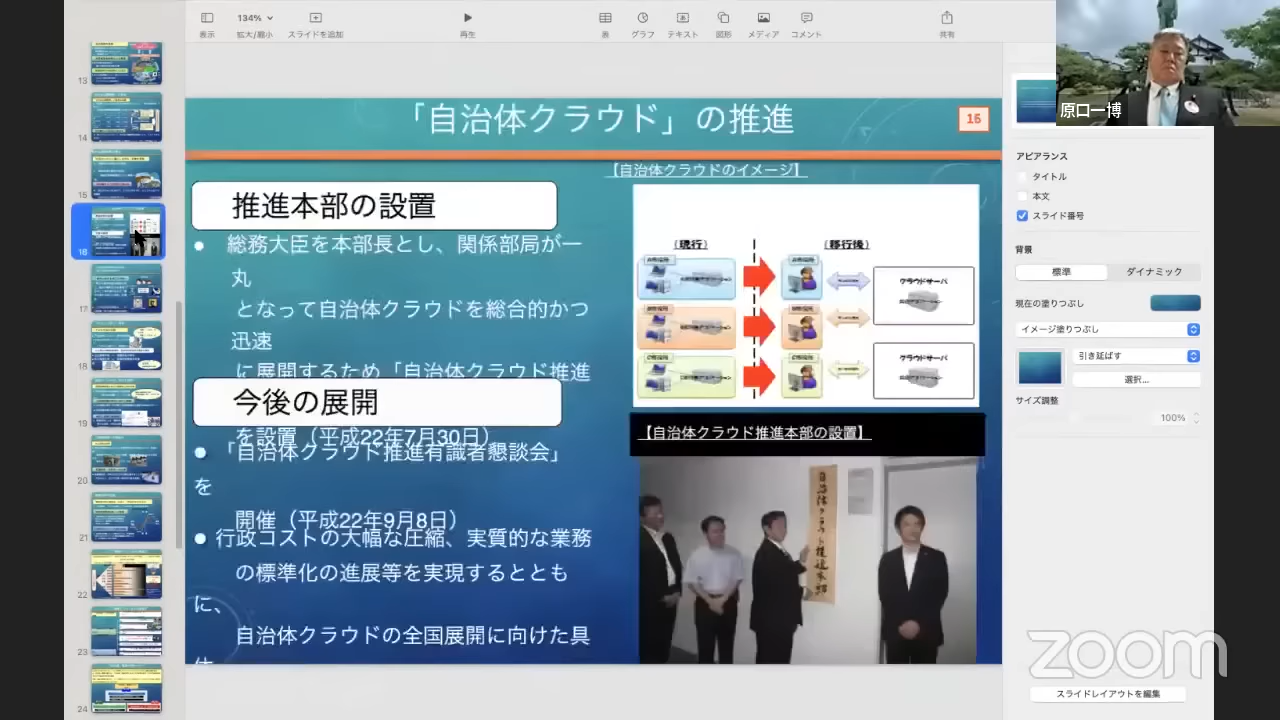 134%
表示
拡大/縮小
スライドを追加
再生
表
グラフ
テキスト
図形
メディア
コメント
共有
原口一博
「自治体クラウド」の推進
15
【自治体クラウドのイメージ】
推進本部の設置
● 総務大臣を本部長とし、関係部局が一
丸
となって自治体クラウドを総合的かつ
迅速
に展開するため「自治体クラウド推進
今後の展開
を設置（平成22年7月30日）
● 「自治体クラウド推進有識者懇談会」
を
開催（平成22年9月8日）
● 行政コストの大幅な圧縮、実質的な業務
の標準化の進展等を実現するととも
に、
自治体クラウドの全国展開に向けた具
（現行）
（移行後）
クラウドサーバ
クラウドサーバ
【自治体クラウド推進本部の設置】
自治体クラウド推進本部
アピアランス
タイトル
本文
スライド番号
背景
標準
ダイナミック
現在の塗りつぶし
イメージ塗りつぶし
引き延ばす
選択...
サイズ調整
100%
スライドレイアウトを編集
zoom
13
14
15
16
17
18
19
20
21
22
23
24